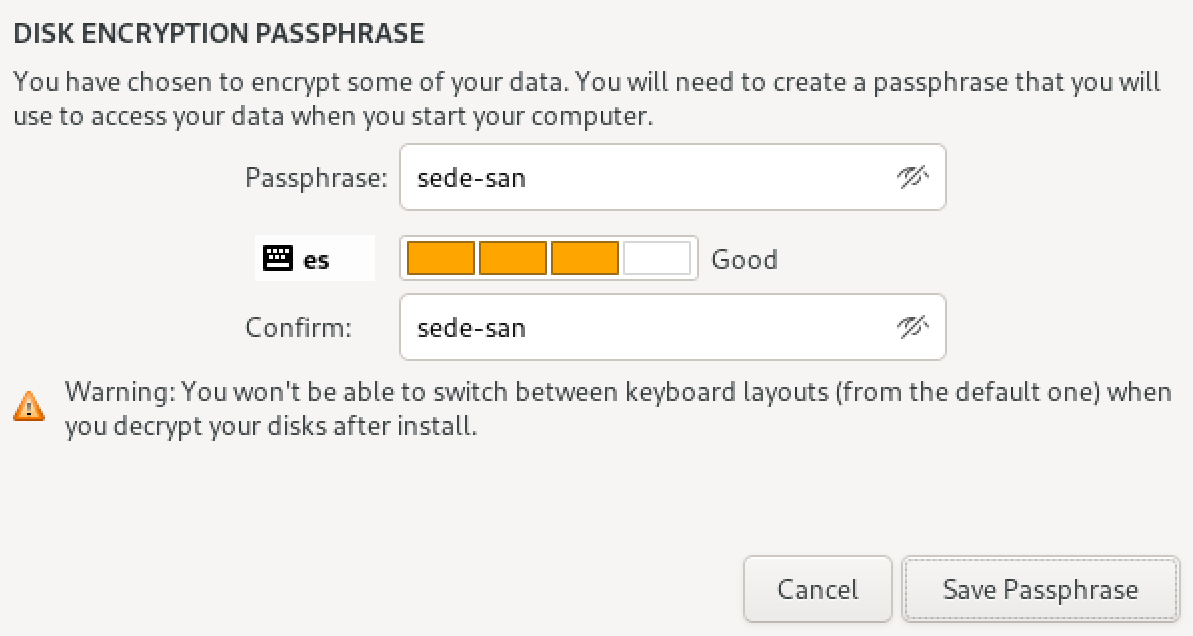 DISK ENCRYPTION PASSPHRASE
You have chosen to encrypt some of your data. You will need to create a passphrase that you will
use to access your data when you start your computer.
Passphrase: sede-san
es Good
Confirm: sede-san
Warning: You won't be able to switch between keyboard layouts (from the default one) when
you decrypt your disks after install.
Cancel Save Passphrase